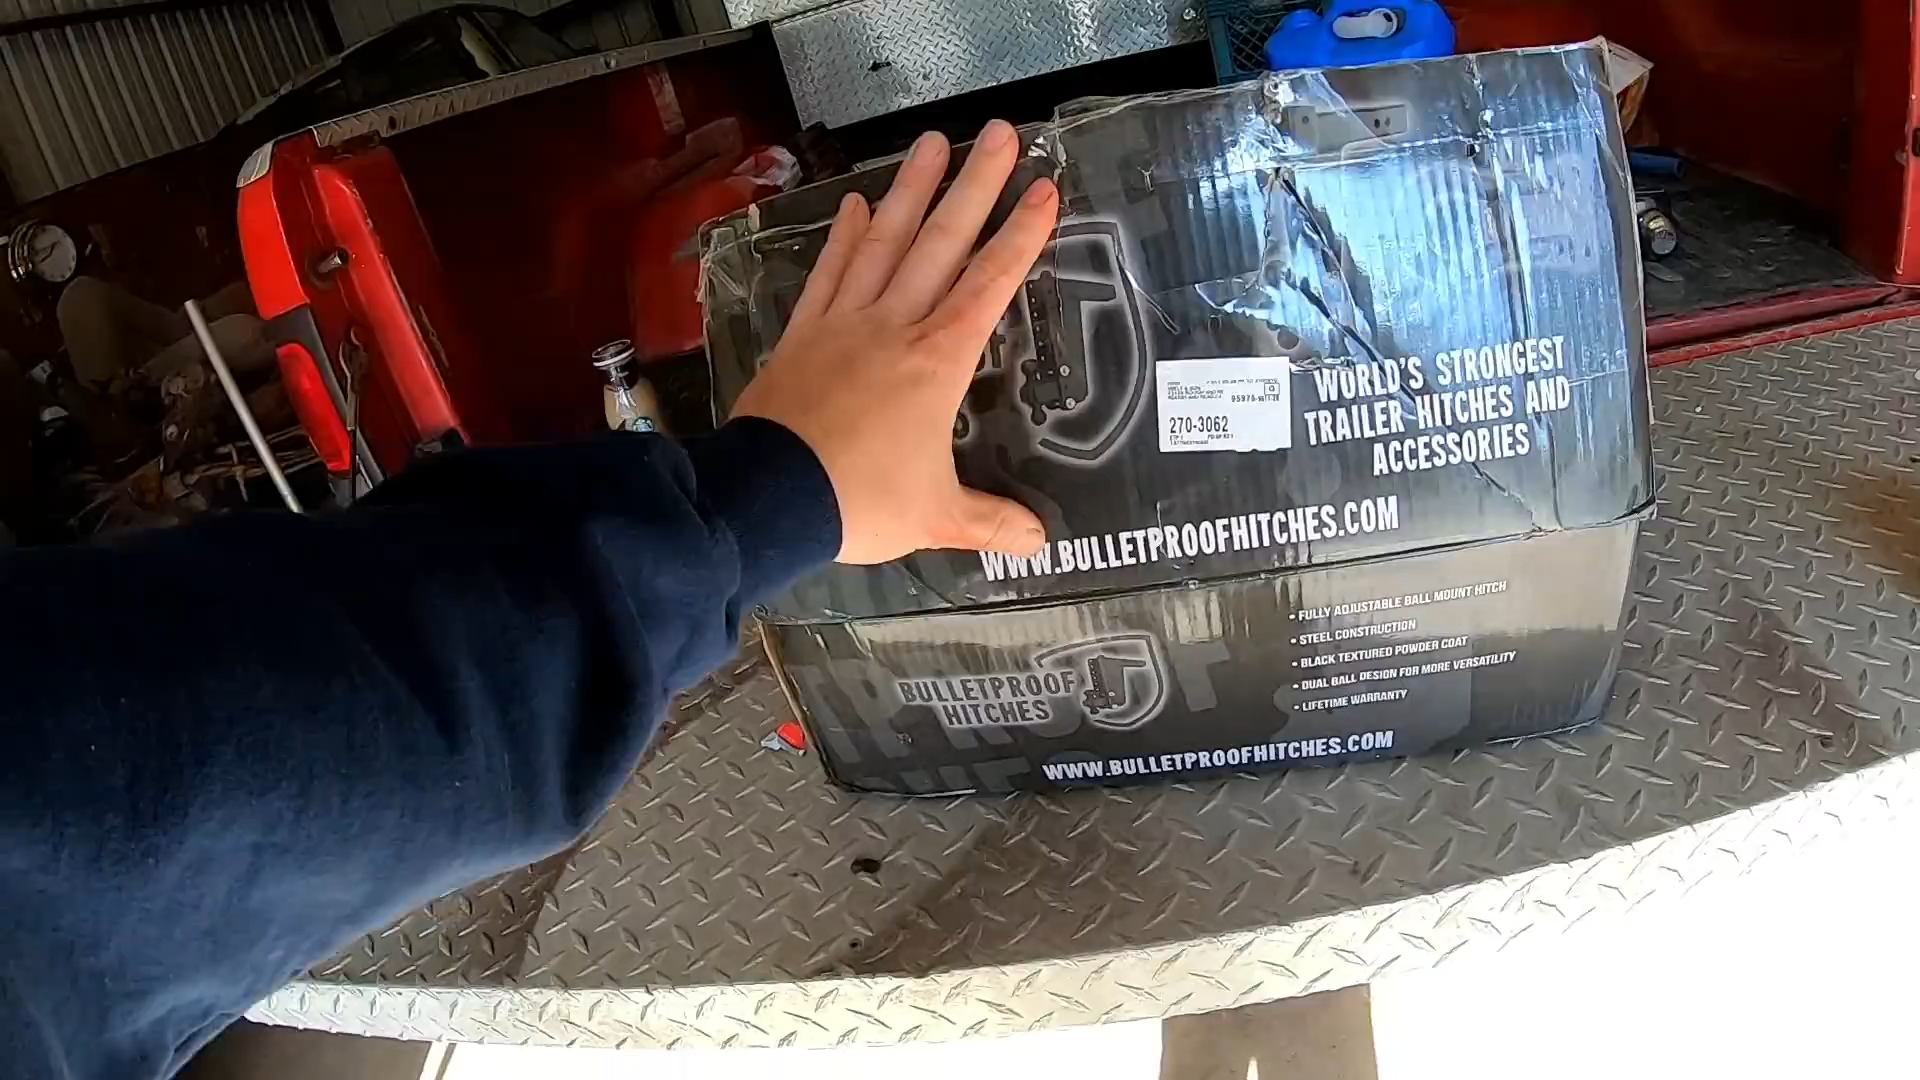 270-3062
WORLD'S STRONGEST
TRAILER HITCHES AND
ACCESSORIES
WWW.BULLETPROOFHITCHES.COM
• FULLY ADJUSTABLE BALL MOUNT HITCH
• STEEL CONSTRUCTION
• BLACK TEXTURED POWDER COAT
• DUAL BALL DESIGN FOR MORE VERSATILITY
• LIFETIME WARRANTY
BULLETPROOF
HITCHES
WWW.BULLETPROOFHITCHES.COM